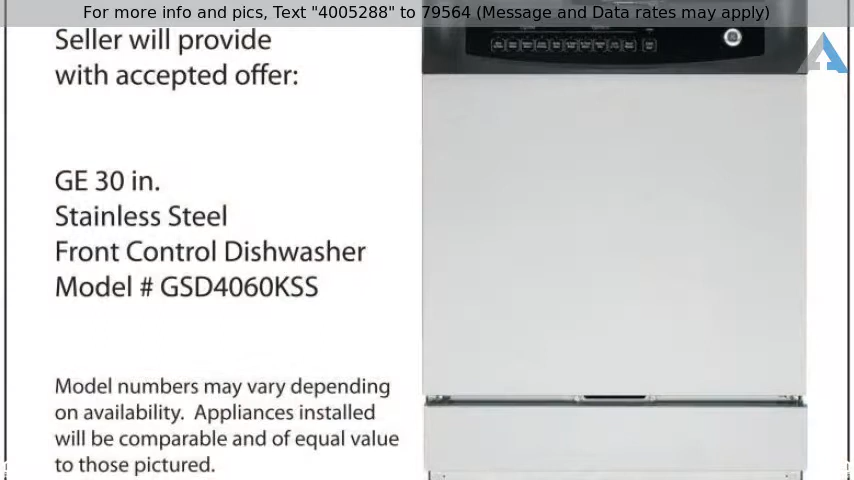 For more info and pics, Text "4005288" to 79564 (Message and Data rates may apply)
Seller will provide
with accepted offer:
GE 30 in.
Stainless Steel
Front Control Dishwasher
Model # GSD4060KSS
Model numbers may vary depending
on availability.  Appliances installed
will be comparable and of equal value
to those pictured.